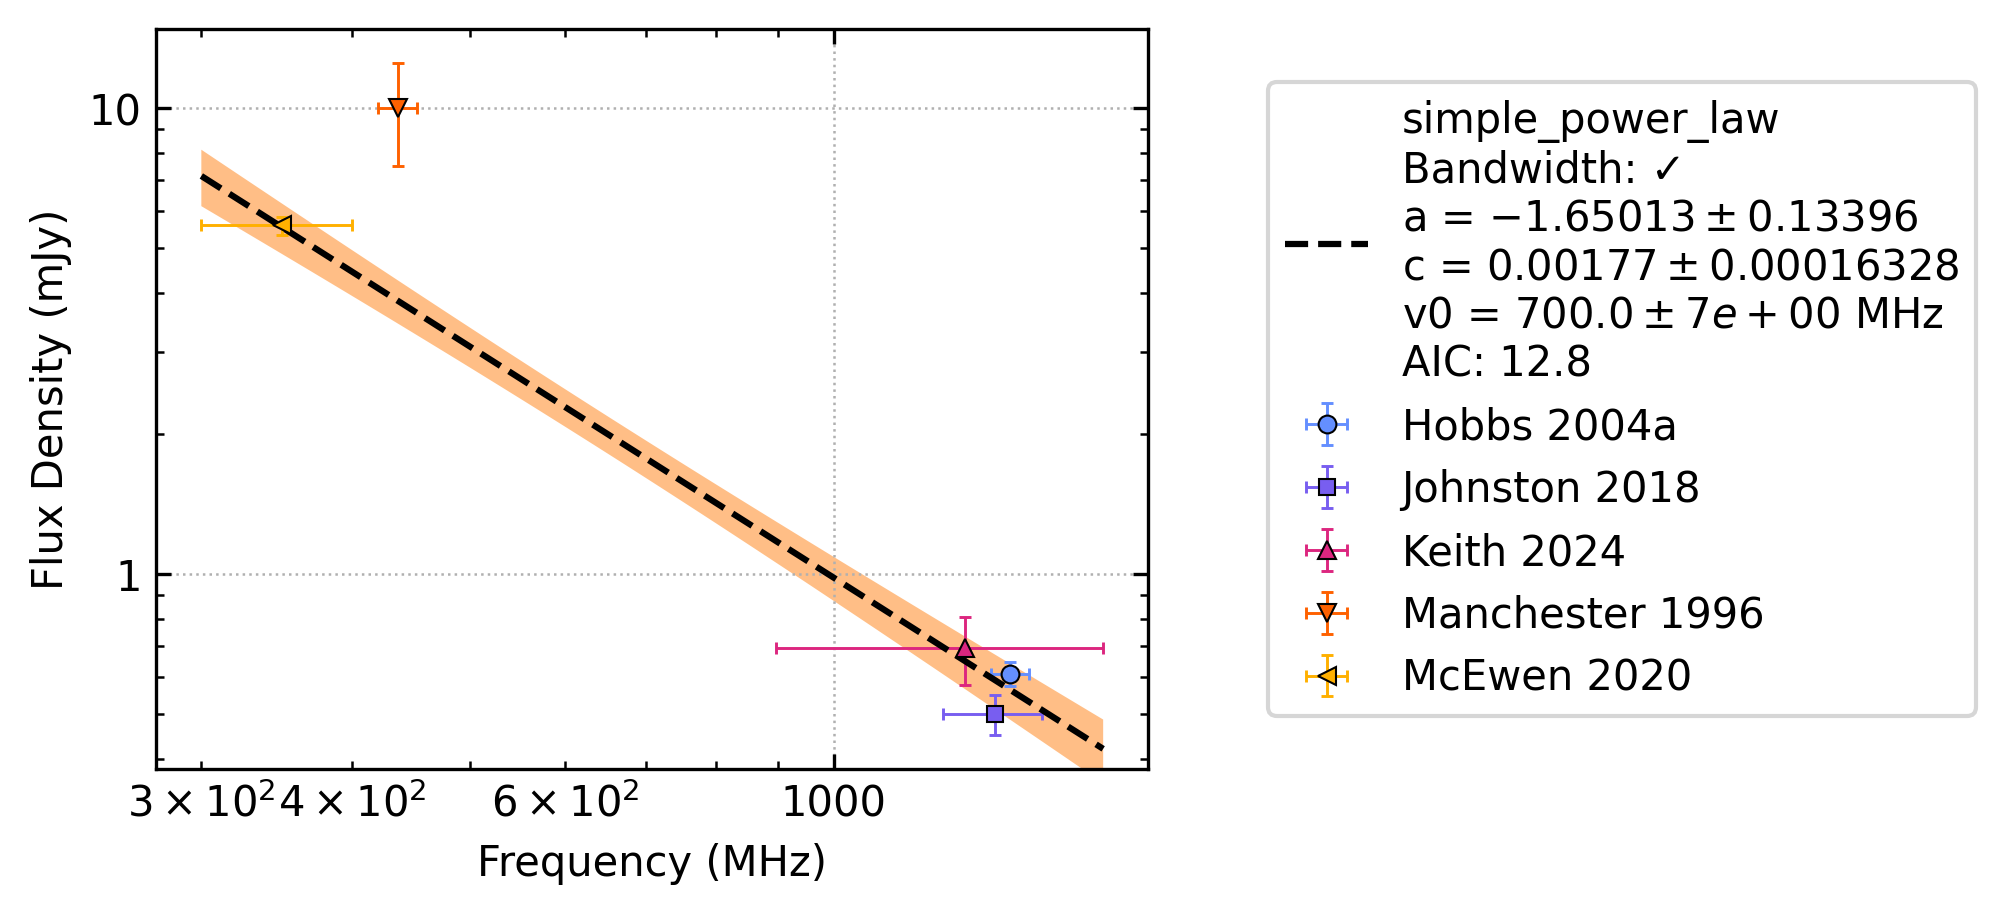 10
1
Flux Density (mJy)
3 × 10² 4 × 10² 6 × 10² 1000
Frequency (MHz)
simple_power_law
Bandwidth: ✓
a = −1.65013 ± 0.13396
c = 0.00177 ± 0.00016328
v0 = 700.0 ± 7e + 00 MHz
AIC: 12.8
Hobbs 2004a
Johnston 2018
Keith 2024
Manchester 1996
McEwen 2020